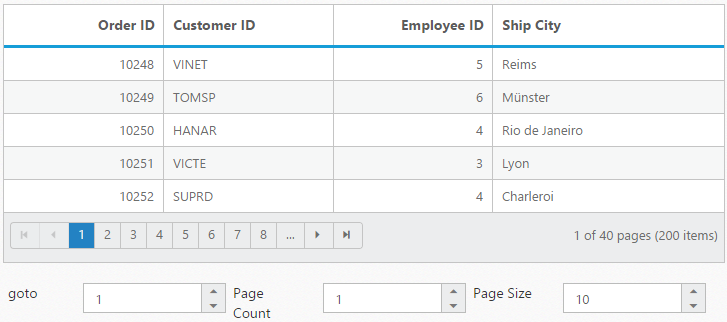 Order ID Customer ID Employee ID Ship City
10248 VINET 5 Reims
10249 TOMSP 6 Münster
10250 HANAR 4 Rio de Janeiro
10251 VICTE 3 Lyon
10252 SUPRD 4 Charleroi
1 2 3 4 5 6 7 8 ... 1 of 40 pages (200 items)
goto 1 Page Count 1 Page Size 10